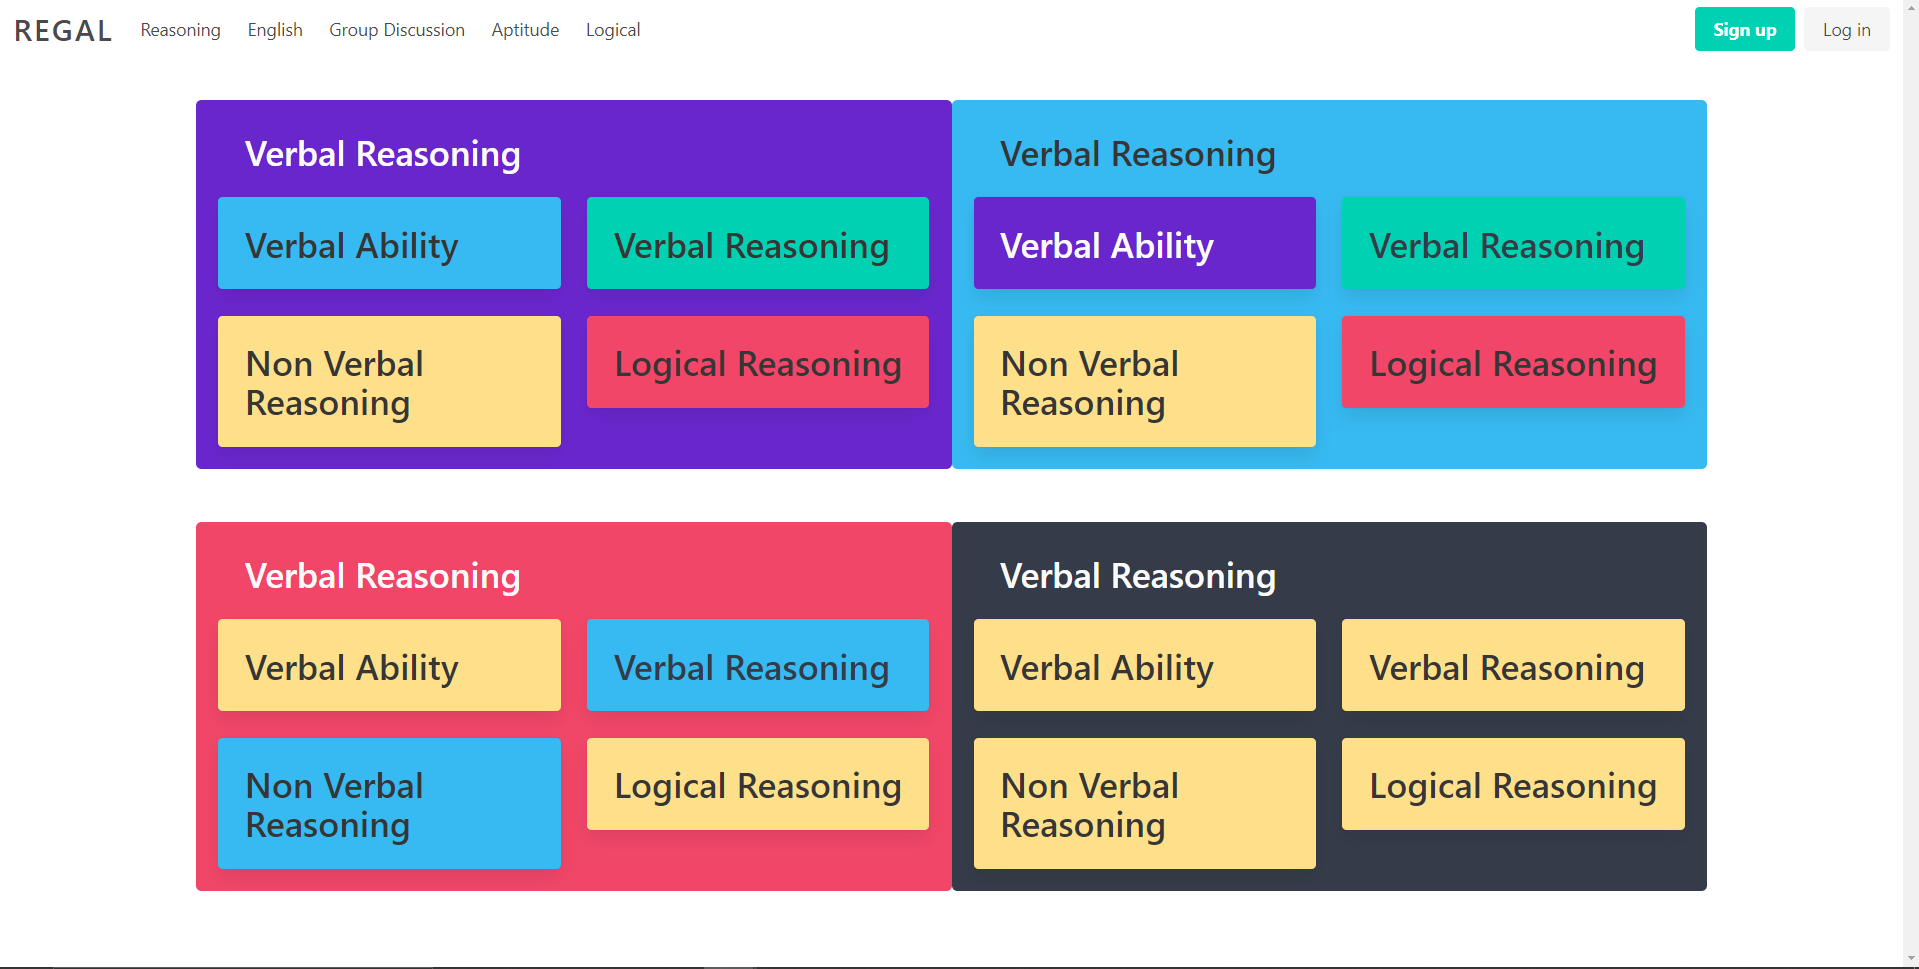 REGAL Reasoning English Group Discussion Aptitude Logical Sign up Log in
Verbal Reasoning
Verbal Ability Verbal Reasoning
Non Verbal
Reasoning
Logical Reasoning
Verbal Reasoning
Verbal Ability Verbal Reasoning
Non Verbal
Reasoning
Logical Reasoning
Verbal Reasoning
Verbal Ability Verbal Reasoning
Non Verbal
Reasoning
Logical Reasoning
Verbal Reasoning
Verbal Ability Verbal Reasoning
Non Verbal
Reasoning
Logical Reasoning